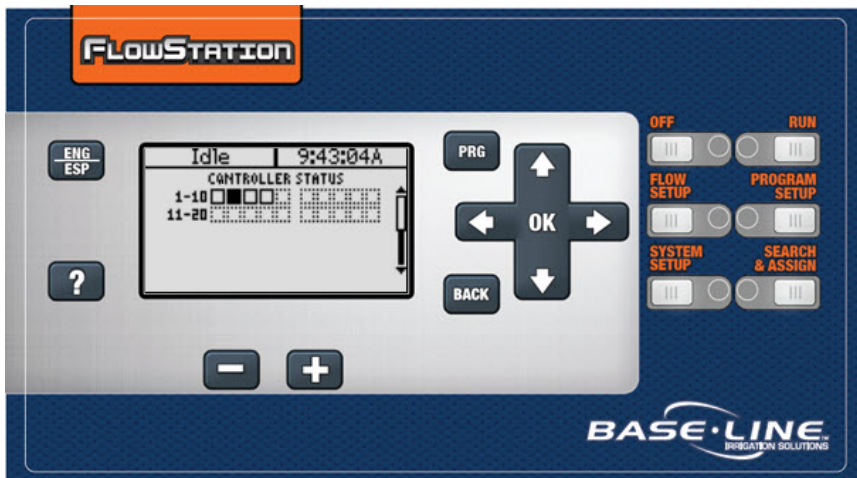 FLOWSTATION
ENG
ESP
Idle 9:43:04A
CONTROLLER STATUS
1-10
11-20
?
PRG
OK
BACK
OFF RUN
FLOW SETUP PROGRAM SETUP
SYSTEM SETUP SEARCH & ASSIGN
BASE·LINE
IRRIGATION SOLUTIONS